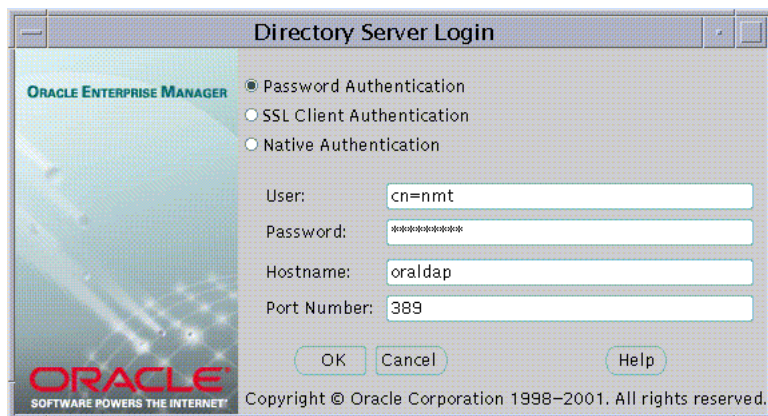 Directory Server Login
ORACLE ENTERPRISE MANAGER
Password Authentication
SSL Client Authentication
Native Authentication
User: cn=nmt
Password: *********
Hostname: oraldap
Port Number: 389
OK Cancel Help
ORACLE
SOFTWARE POWERS THE INTERNET'
Copyright © Oracle Corporation 1998–2001. All rights reserved.